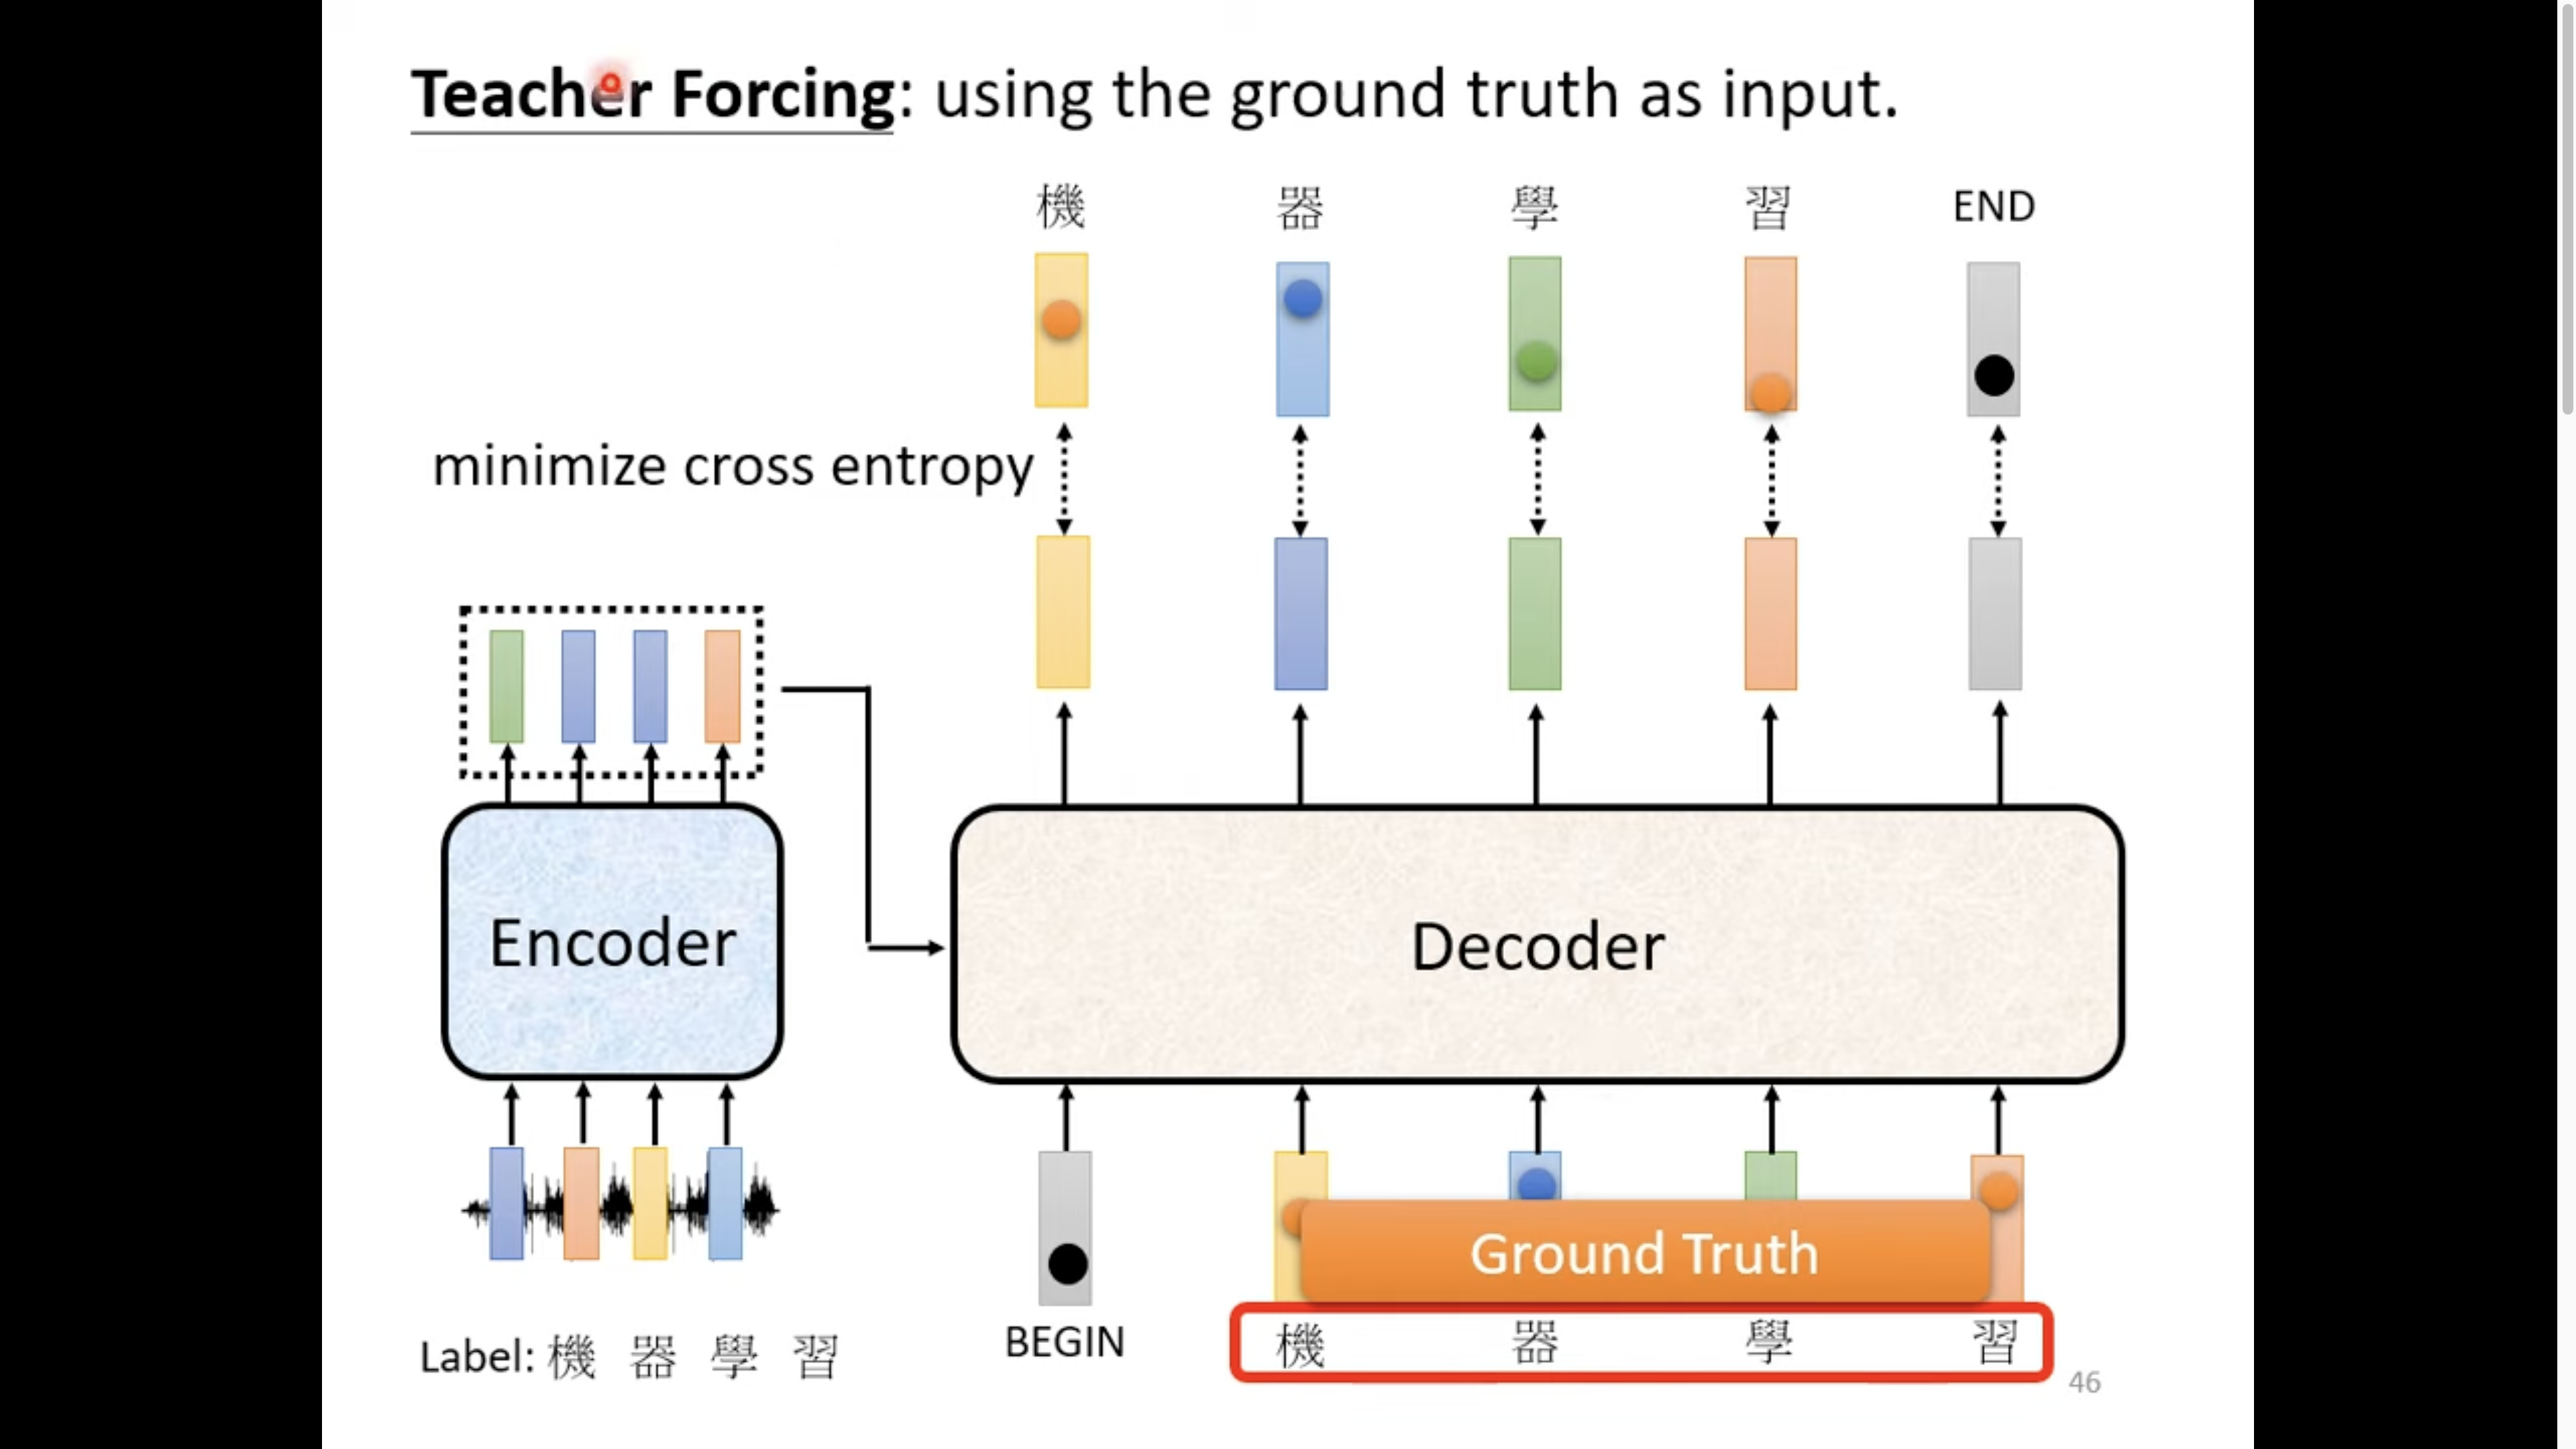 Teacher Forcing: using the ground truth as input.
機 器 學 習 END
minimize cross entropy
Encoder
Decoder
Ground Truth
Label: 機 器 學 習
BEGIN 機 器 學 習
46